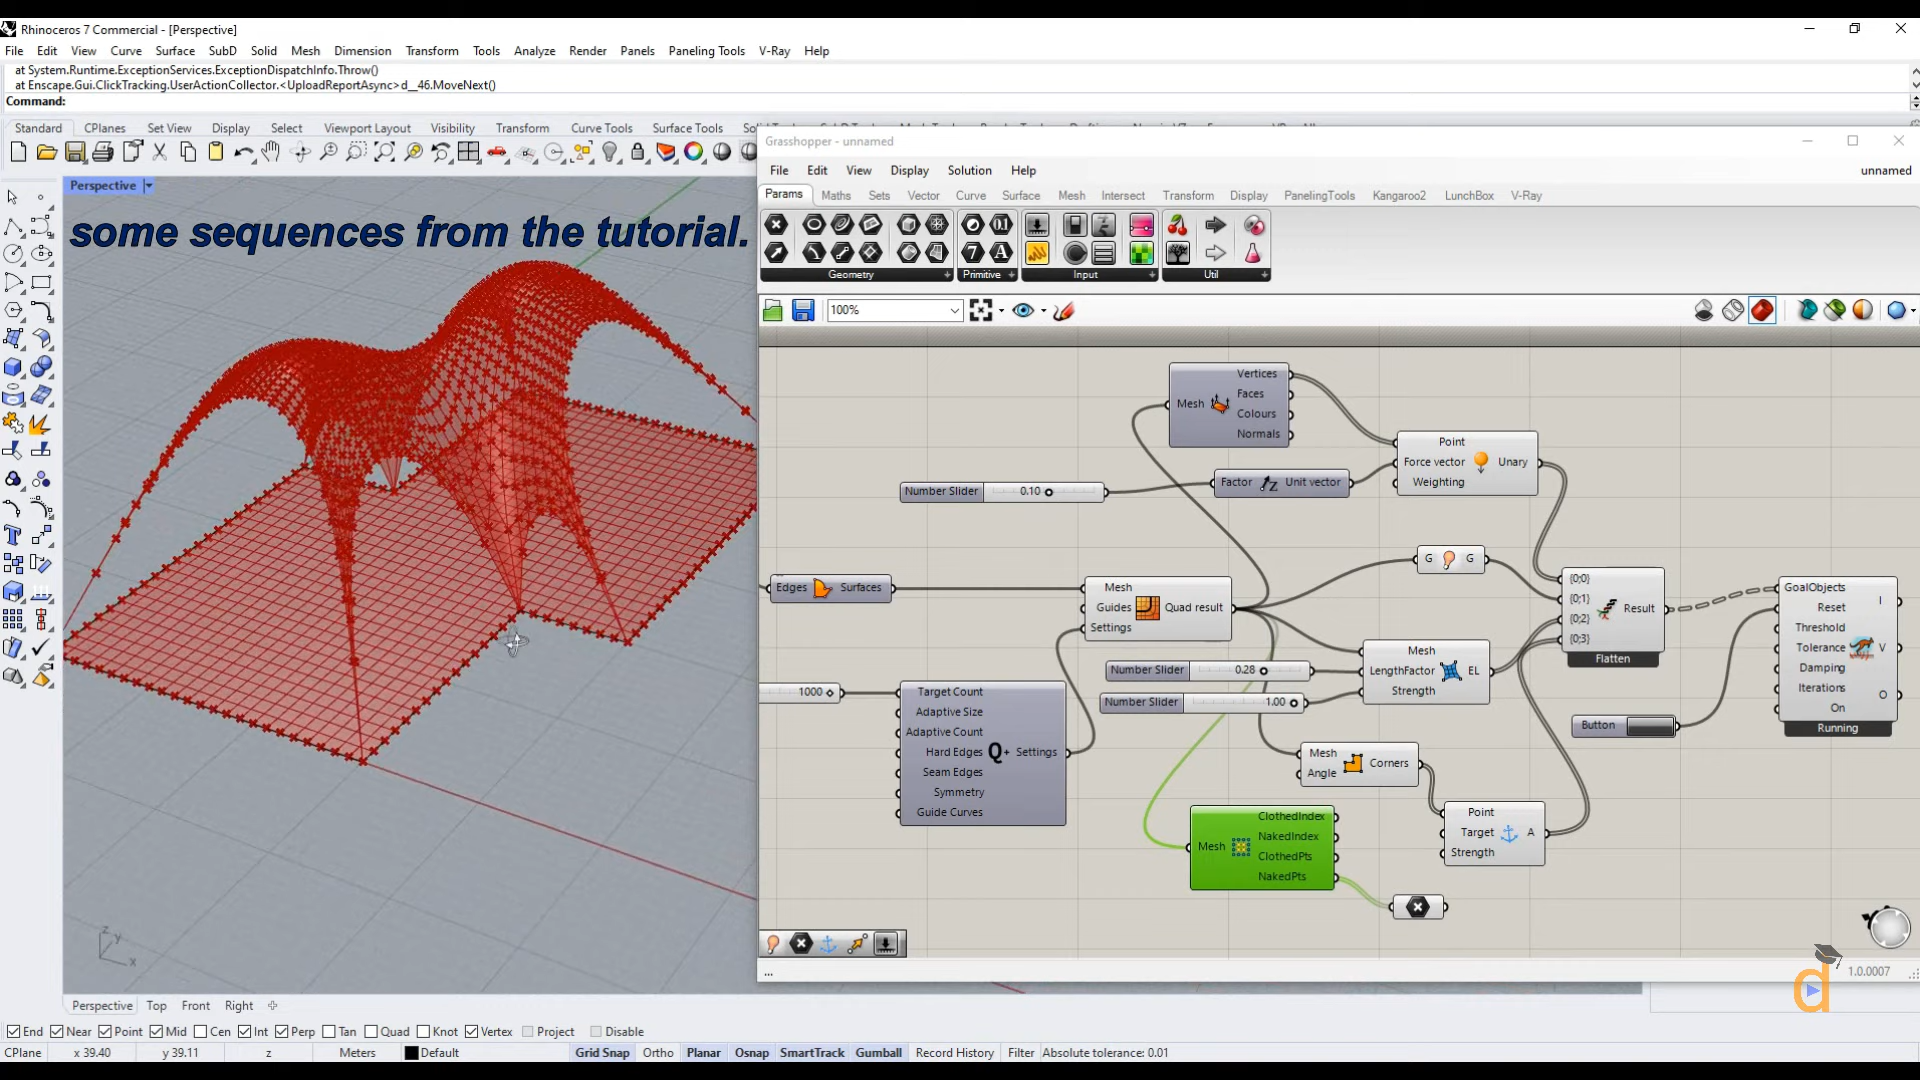 Rhinoceros 7 Commercial - [Perspective]
File Edit View Curve Surface SubD Solid Mesh Dimension Transform Tools Analyze Render Panels Paneling Tools V-Ray Help
at System.Runtime.ExceptionServices.ExceptionDispatchInfo.Throw()
at Enscape.Gui.ClickTracking.UserActionCollector.<UploadReportAsync>d__46.MoveNext()
Command:
Standard CPlanes Set View Display Select Viewport Layout Visibility Transform Curve Tools Surface Tools
Grasshopper - unnamed
File Edit View Display Solution Help unnamed
Params Maths Sets Vector Curve Surface Mesh Intersect Transform Display PanelingTools Kangaroo2 LunchBox V-Ray
Geometry Primitive Input Util
100%
Perspective
some sequences from the tutorial.
Vertices
Mesh Faces
Colours
Normals
Point
Force vector Unary
Weighting
Number Slider 0.10
Factor Unit vector
G G
Edges Surfaces
Mesh
Guides Quad result
Settings
{0;0}
{0;1}
{0;2} Result
{0;3}
Flatten
GoalObjects I
Reset
Threshold
Tolerance V
Damping
Iterations O
On
Running
Number Slider 0.28
Number Slider 1.00
Mesh
LengthFactor EL
Strength
1000
Target Count
Adaptive Size
Adaptive Count
Hard Edges Q+ Settings
Seam Edges
Symmetry
Guide Curves
Button
Mesh Corners
Angle
Point
Target A
Strength
ClothedIndex
Mesh NakedIndex
ClothedPts
NakedPts
...
1.0.0007
z
y
x
Perspective Top Front Right
End Near Point Mid Cen Int Perp Tan Quad Knot Vertex Project Disable
CPlane x 39.40 y 39.11 z Meters Default Grid Snap Ortho Planar Osnap SmartTrack Gumball Record History Filter Absolute tolerance: 0.01